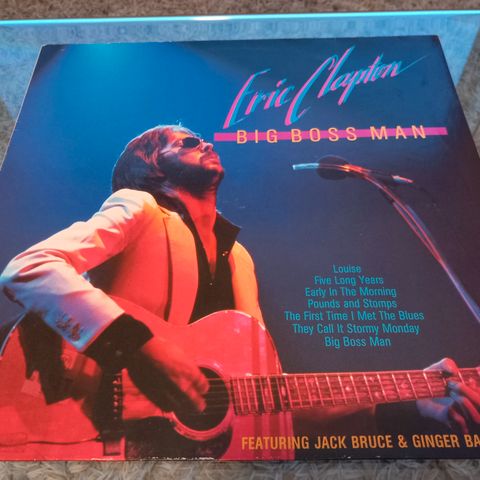 Eric Clapton
BIG BOSS MAN
Louise
Five Long Years
Early In The Morning
Pounds and Stomps
The First Time I Met The Blues
They Call It Stormy Monday
Big Boss Man
FEATURING JACK BRUCE & GINGER BA